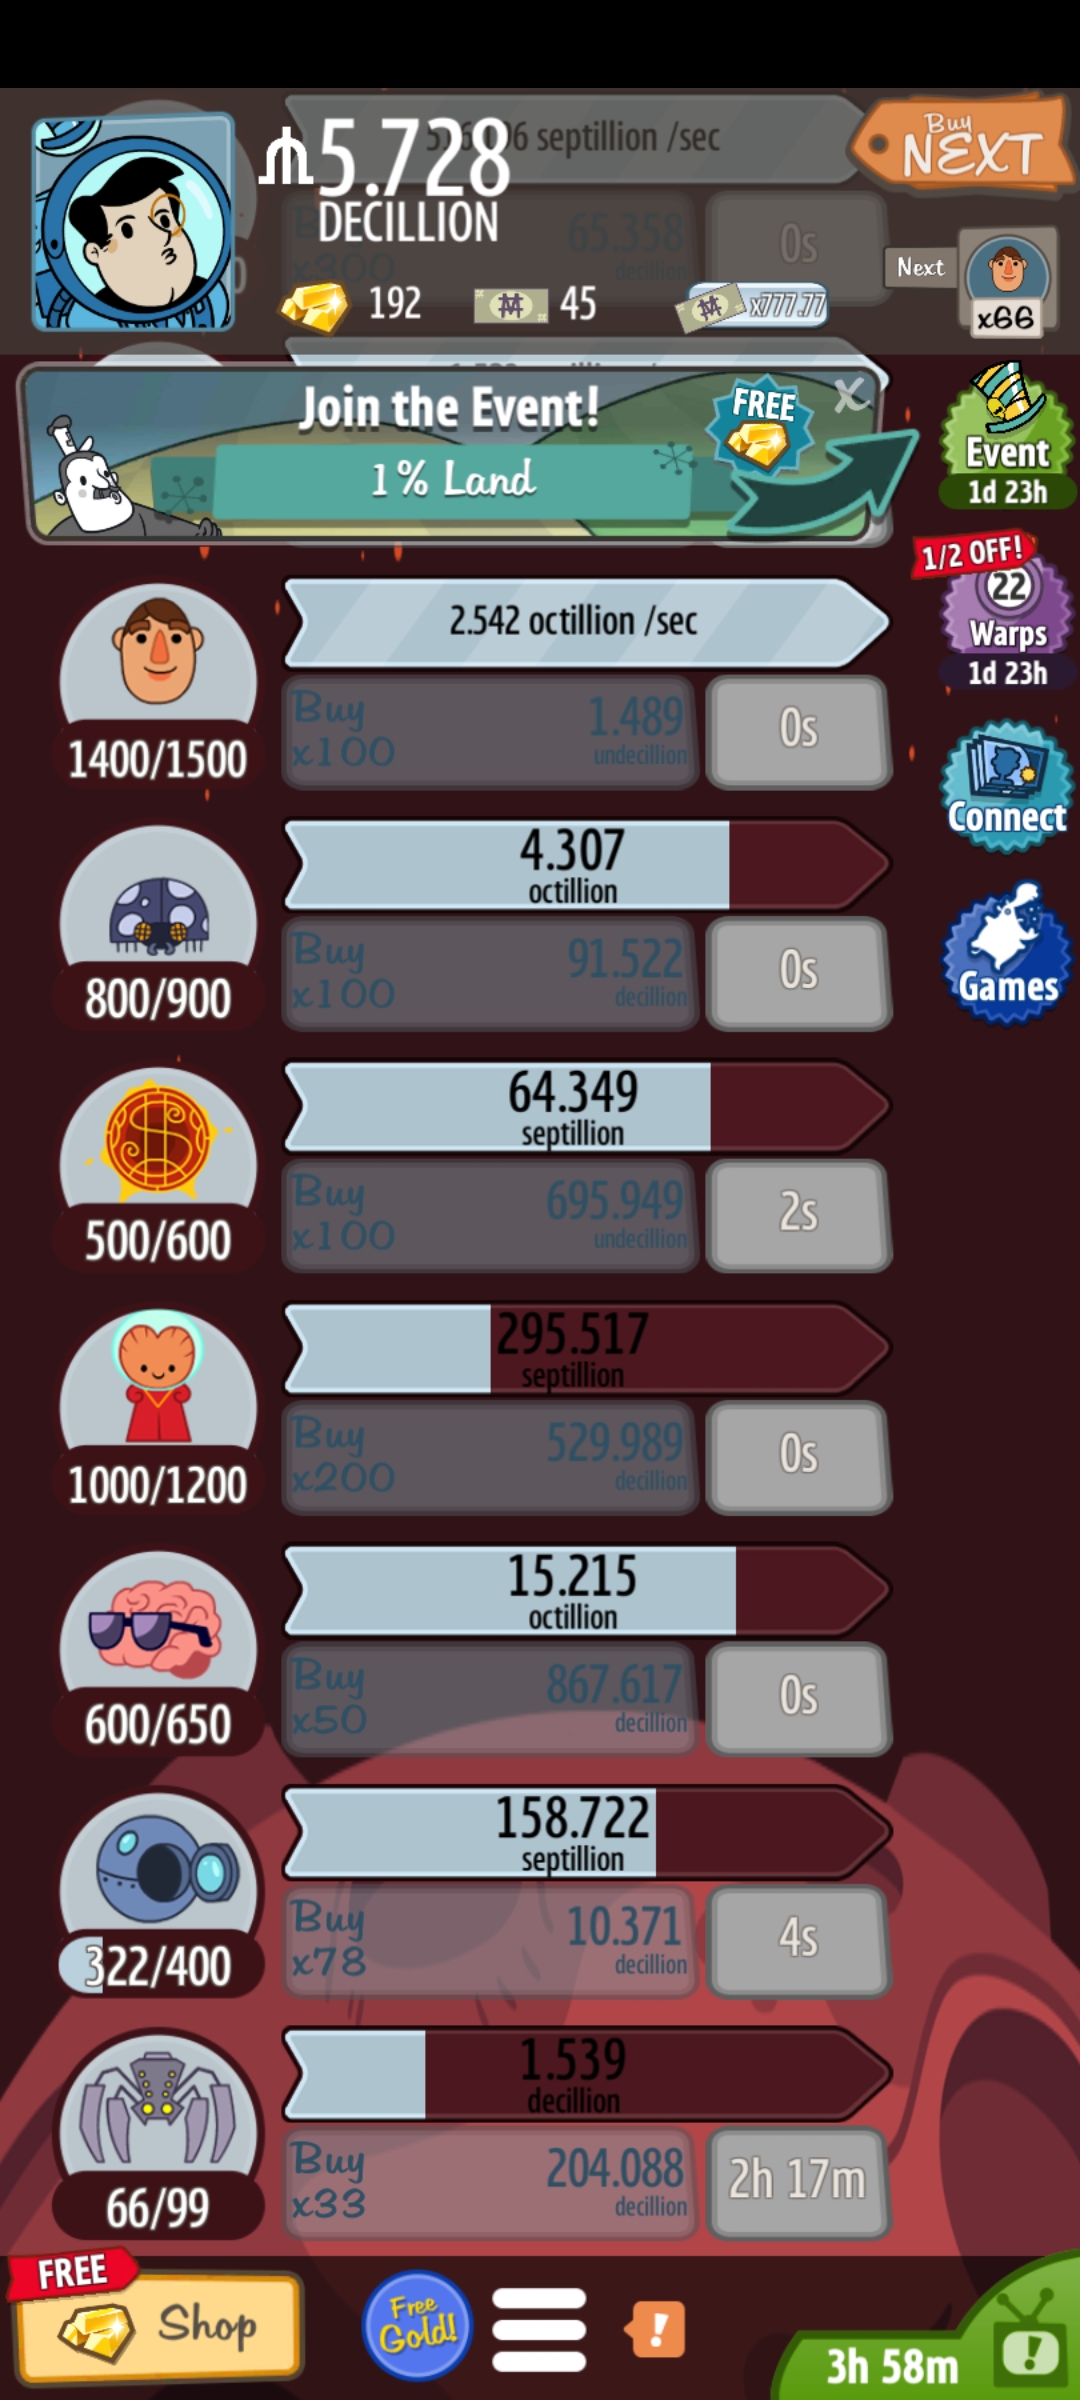 septillion /sec
5.728
DECILLION
Buy
NEXT
65.358
decillion
x300
0s
192
45
x777.77
Next
x66
Join the Event!
1% Land
FREE
X
Event
1d 23h
1/2 OFF!
22
Warps
1d 23h
Connect
Games
2.542 octillion /sec
Buy
x100
1.489
undecillion
0s
1400/1500
4.307
octillion
Buy
x100
91.522
decillion
0s
800/900
64.349
septillion
Buy
x100
695.949
undecillion
2s
500/600
295.517
septillion
Buy
x200
529.989
decillion
0s
1000/1200
15.215
octillion
Buy
x50
867.617
decillion
0s
600/650
158.722
septillion
Buy
x78
10.371
decillion
4s
322/400
1.539
decillion
Buy
x33
204.088
decillion
2h 17m
66/99
FREE
Shop
Free
Gold!
!
3h 58m
!